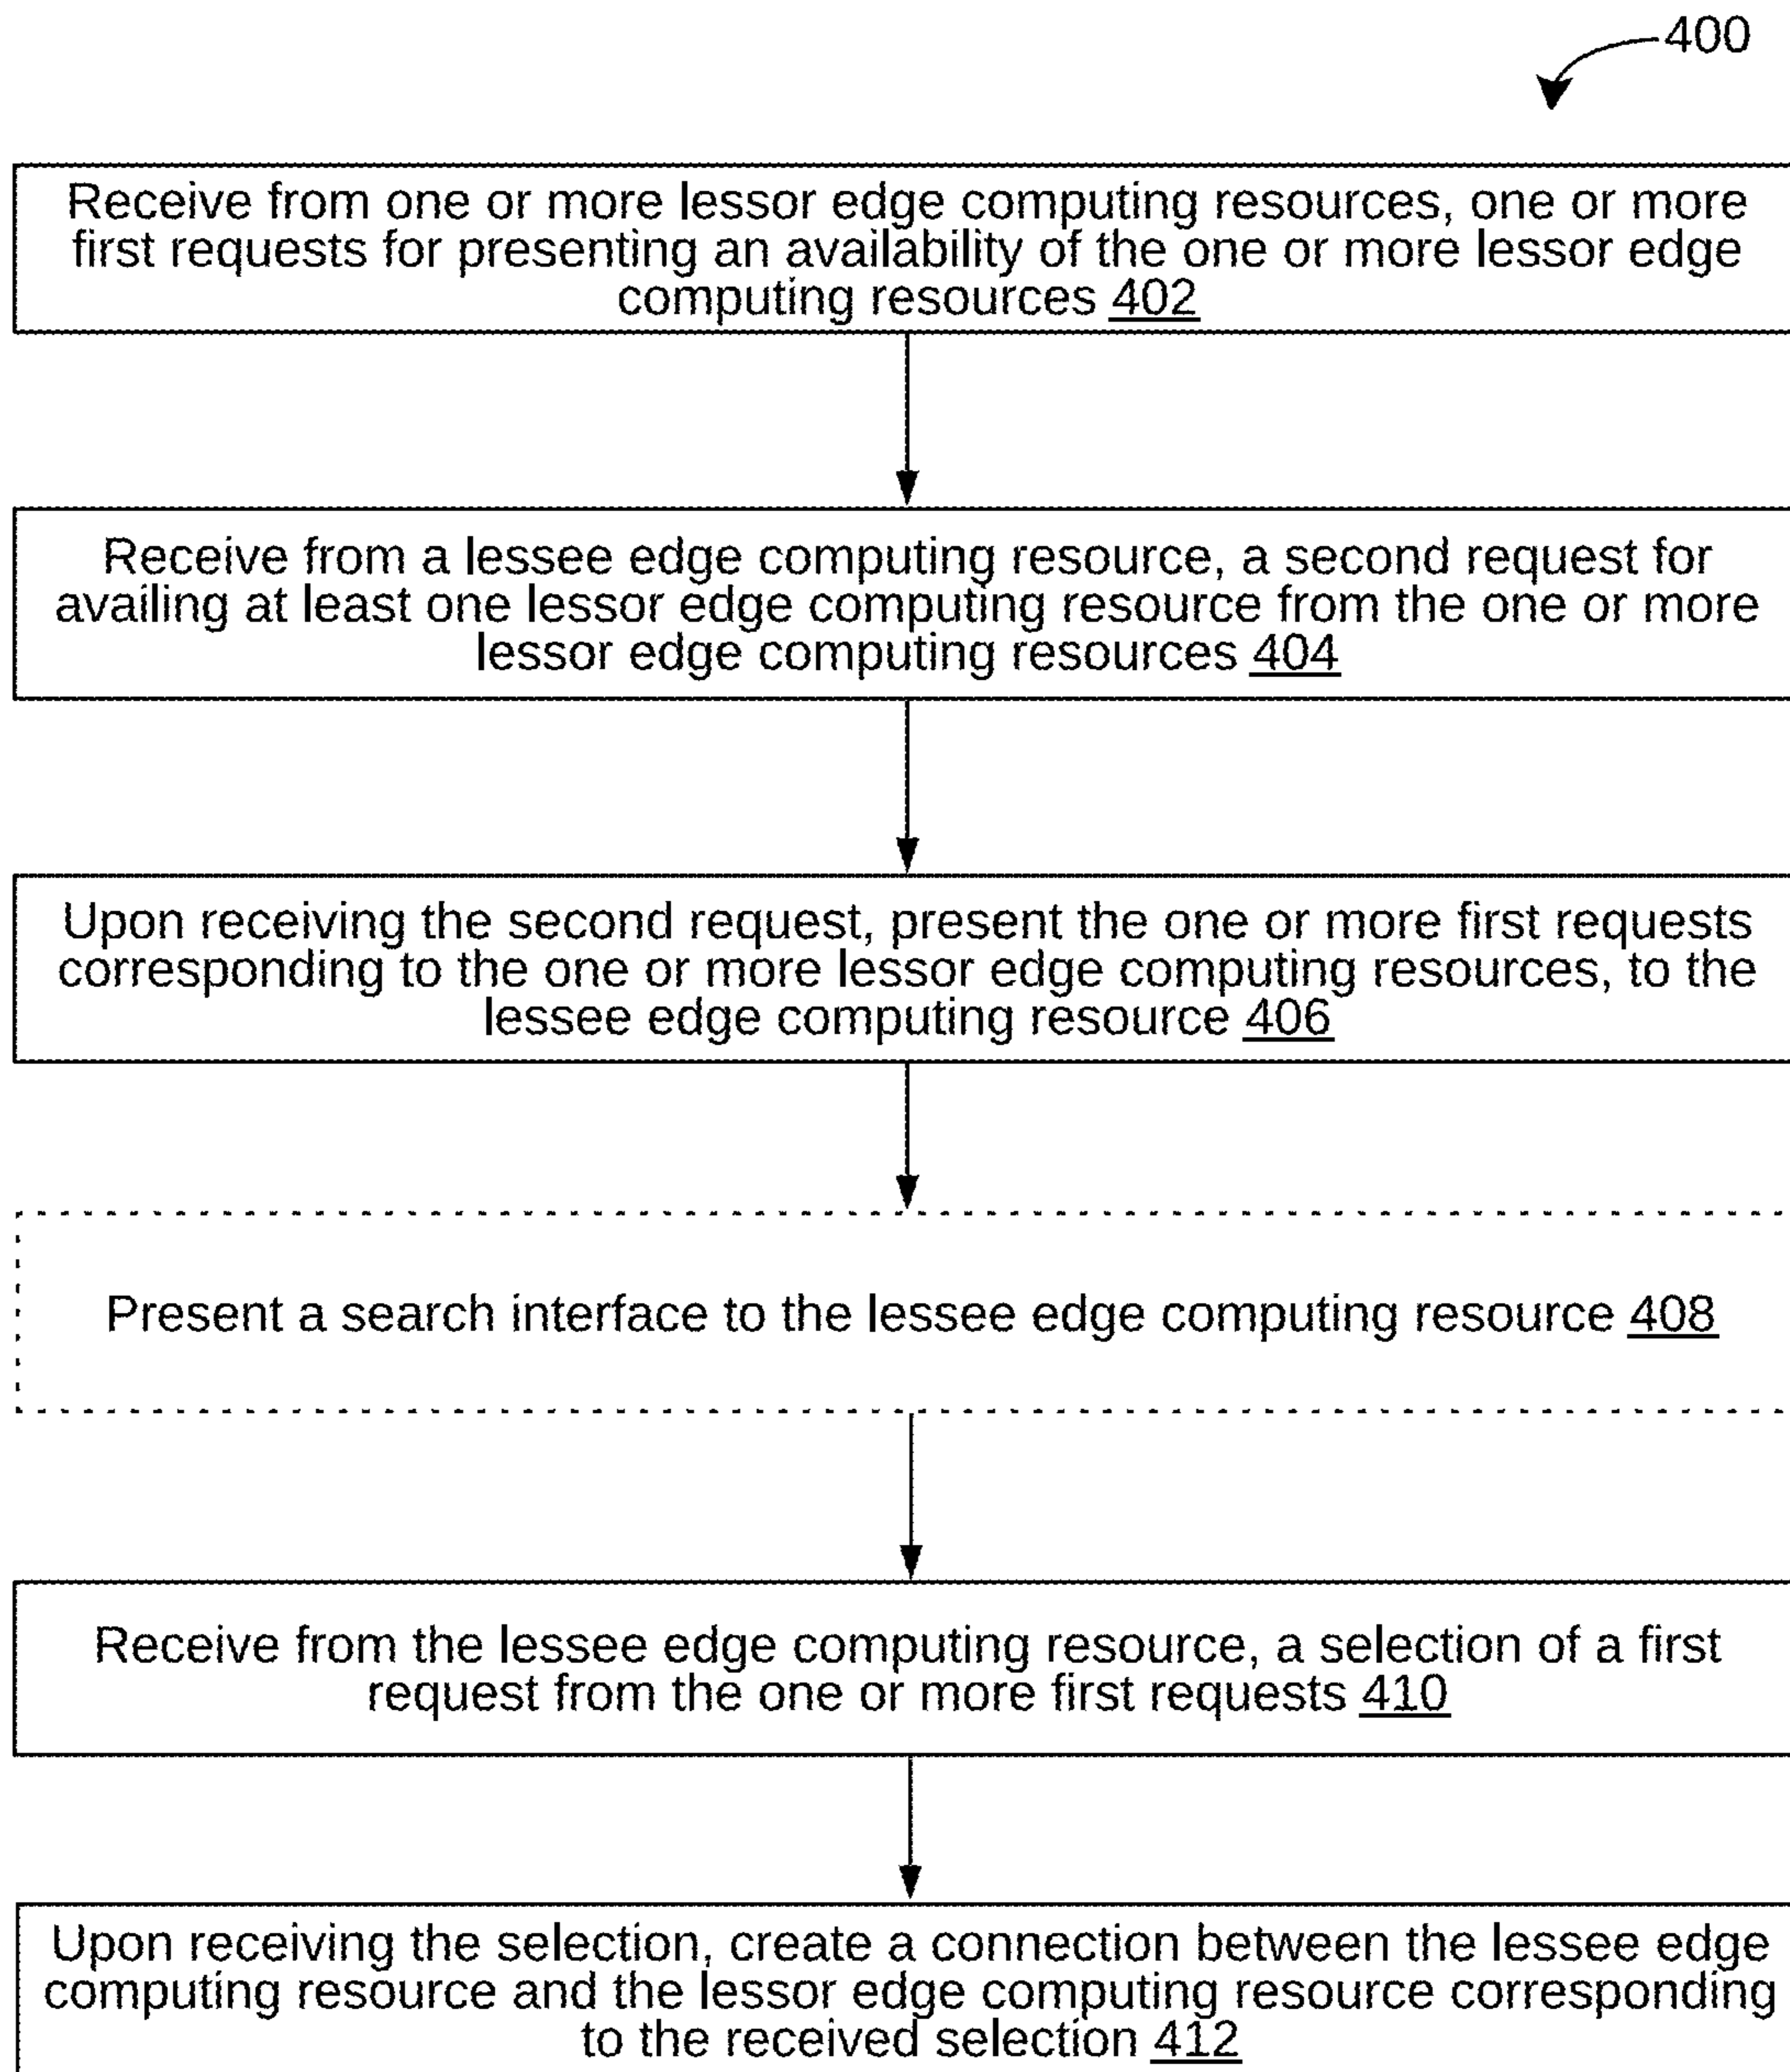 400
Receive from one or more lessor edge computing resources, one or more
first requests for presenting an availability of the one or more lessor edge
computing resources 402
Receive from a lessee edge computing resource, a second request for
availing at least one lessor edge computing resource from the one or more
lessor edge computing resources 404
Upon receiving the second request, present the one or more first requests
corresponding to the one or more lessor edge computing resources, to the
lessee edge computing resource 406
Present a search interface to the lessee edge computing resource 408
Receive from the lessee edge computing resource, a selection of a first
request from the one or more first requests 410
Upon receiving the selection, create a connection between the lessee edge
computing resource and the lessor edge computing resource corresponding
to the received selection 412